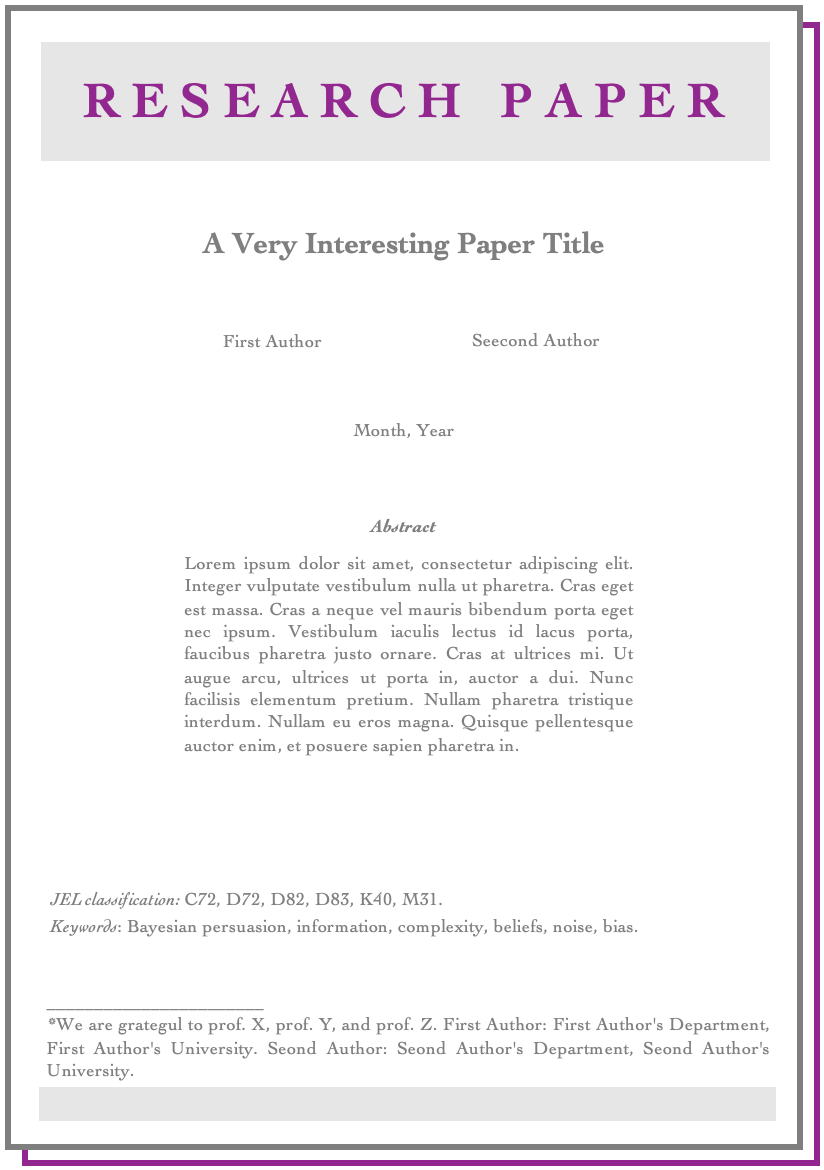 RESEARCH PAPER
A Very Interesting Paper Title
First Author Seecond Author
Month, Year
Abstract
Lorem ipsum dolor sit amet, consectetur adipiscing elit.
Integer vulputate vestibulum nulla ut pharetra. Cras eget
est massa. Cras a neque vel mauris bibendum porta eget
nec ipsum. Vestibulum iaculis lectus id lacus porta,
faucibus pharetra justo ornare. Cras at ultrices mi. Ut
augue arcu, ultrices ut porta in, auctor a dui. Nunc
facilisis elementum pretium. Nullam pharetra tristique
interdum. Nullam eu eros magna. Quisque pellentesque
auctor enim, et posuere sapien pharetra in.
JEL classification: C72, D72, D82, D83, K40, M31.
Keywords: Bayesian persuasion, information, complexity, beliefs, noise, bias.
*We are grategul to prof. X, prof. Y, and prof. Z. First Author: First Author's Department,
First Author's University. Seond Author: Seond Author's Department, Seond Author's
University.